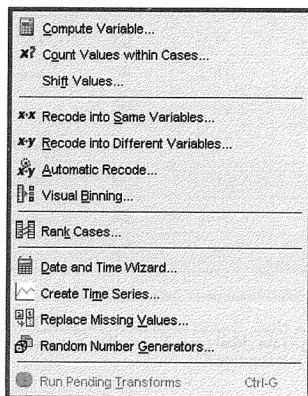 Compute Variable...
x? Count Values within Cases...
Shift Values...
x•x Recode into Same Variables...
x•y Recode into Different Variables...
x y Automatic Recode...
Visual Binning...
Rank Cases...
Date and Time Wizard...
Create Time Series...
Replace Missing Values...
Random Number Generators...
Run Pending Transforms Ctrl-G